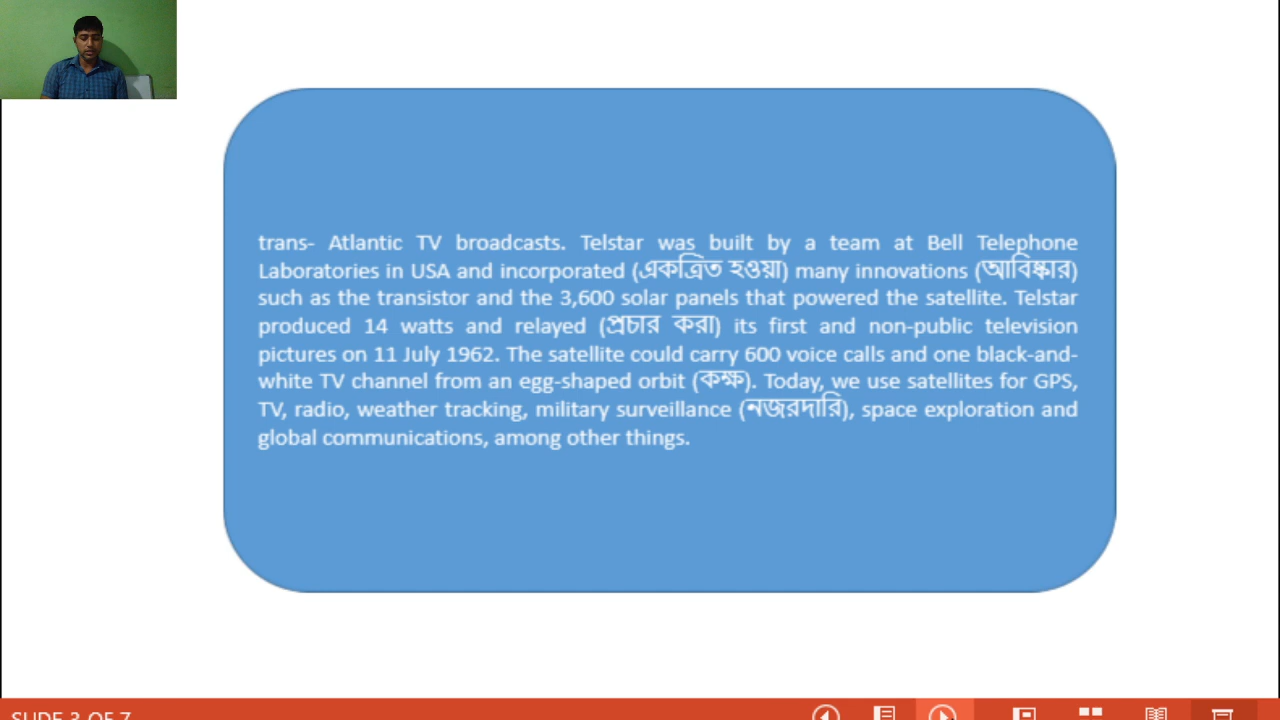 trans- Atlantic TV broadcasts. Telstar was built by a team at Bell Telephone
Laboratories in USA and incorporated (একত্রিত হওয়া) many innovations (আবিষ্কার)
such as the transistor and the 3,600 solar panels that powered the satellite. Telstar
produced 14 watts and relayed (প্রচার করা) its first and non-public television
pictures on 11 July 1962. The satellite could carry 600 voice calls and one black-and-
white TV channel from an egg-shaped orbit (কক্ষ). Today, we use satellites for GPS,
TV, radio, weather tracking, military surveillance (নজরদারি), space exploration and
global communications, among other things.
SLIDE 3 OF 7